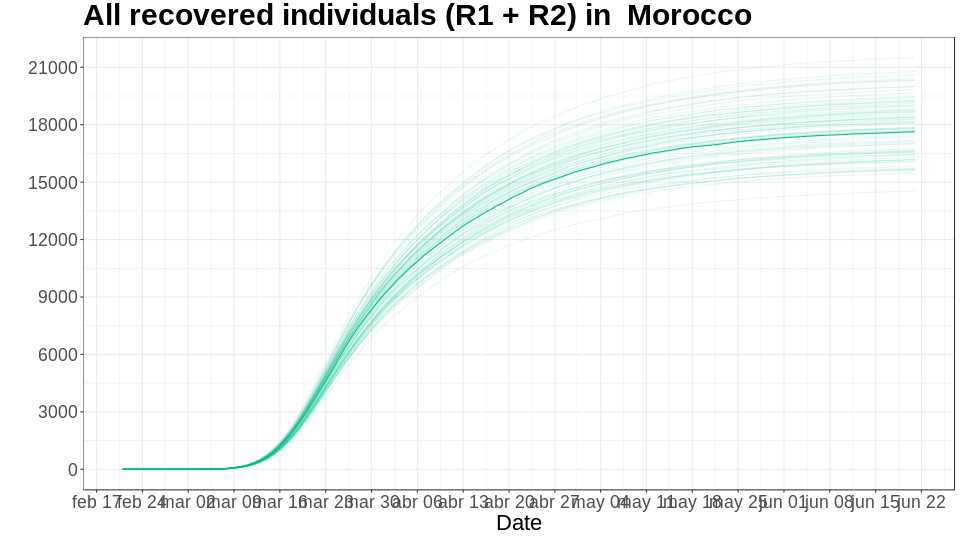 All recovered individuals (R1 + R2) in  Morocco
21000
18000
15000
12000
9000
6000
3000
0
feb 17 feb 24 mar 02 mar 09 mar 16 mar 23 mar 30 abr 06 abr 13 abr 20 abr 27 may 04 may 11 may 18 may 25 jun 01 jun 08 jun 15 jun 22
Date